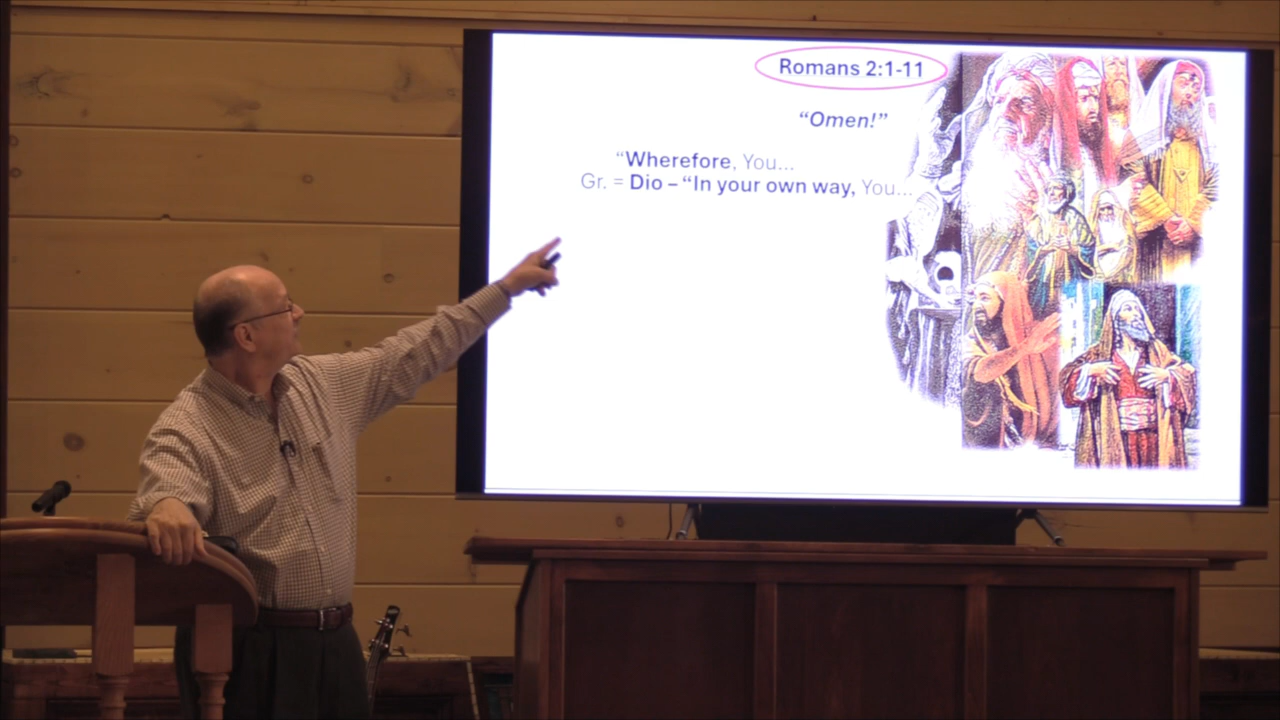 Romans 2:1-11
“Omen!”
“Wherefore, You...
Gr. = Dio – “In your own way, You...